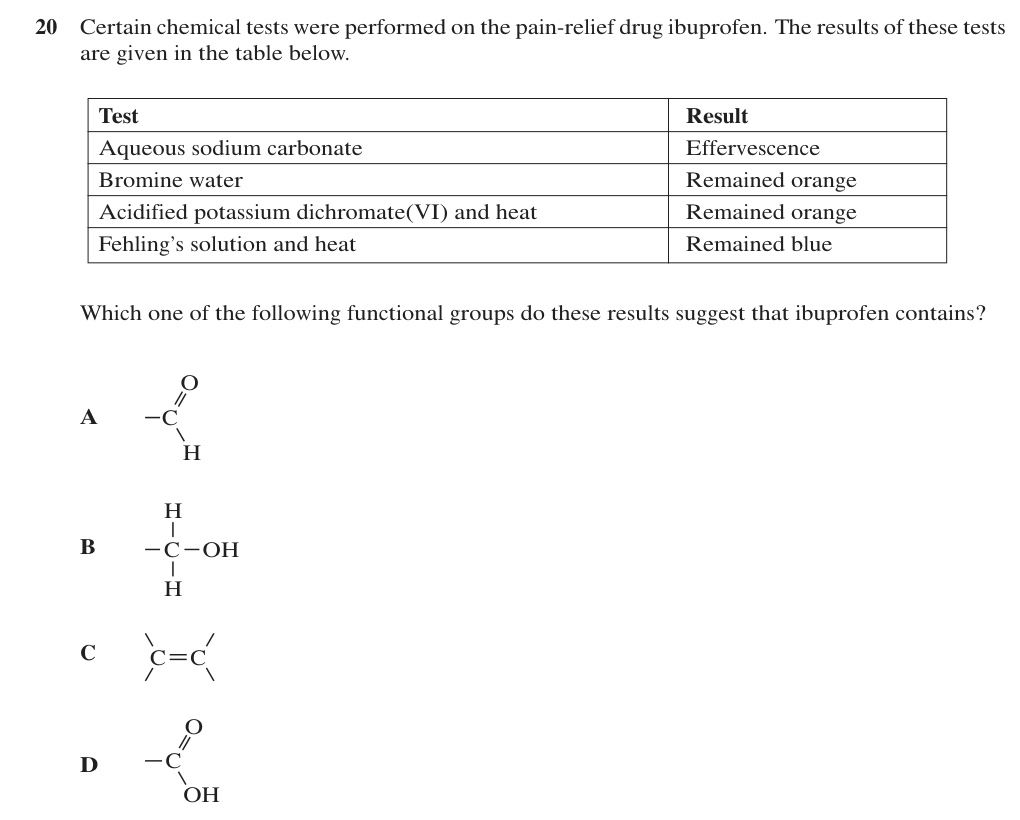 20 Certain chemical tests were performed on the pain-relief drug ibuprofen. The results of these tests
are given in the table below.
Test Result
Aqueous sodium carbonate Effervescence
Bromine water Remained orange
Acidified potassium dichromate(VI) and heat Remained orange
Fehling's solution and heat Remained blue
Which one of the following functional groups do these results suggest that ibuprofen contains?
O
A –C
H
H
B –C–OH
H
C C=C
O
D –C
OH